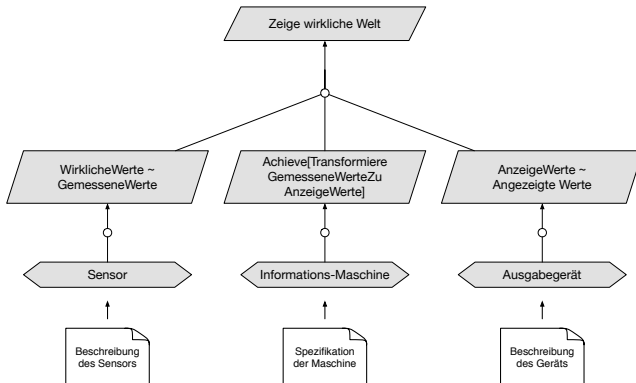 Zeige wirkliche Welt
WirklicheWerte ~
GemesseneWerte
Achieve[Transformiere
GemesseneWerteZu
AnzeigeWerte]
AnzeigeWerte ~
Angezeigte Werte
Sensor
Informations-Maschine
Ausgabegerät
Beschreibung
des Sensors
Spezifikation
der Maschine
Beschreibung
des Geräts